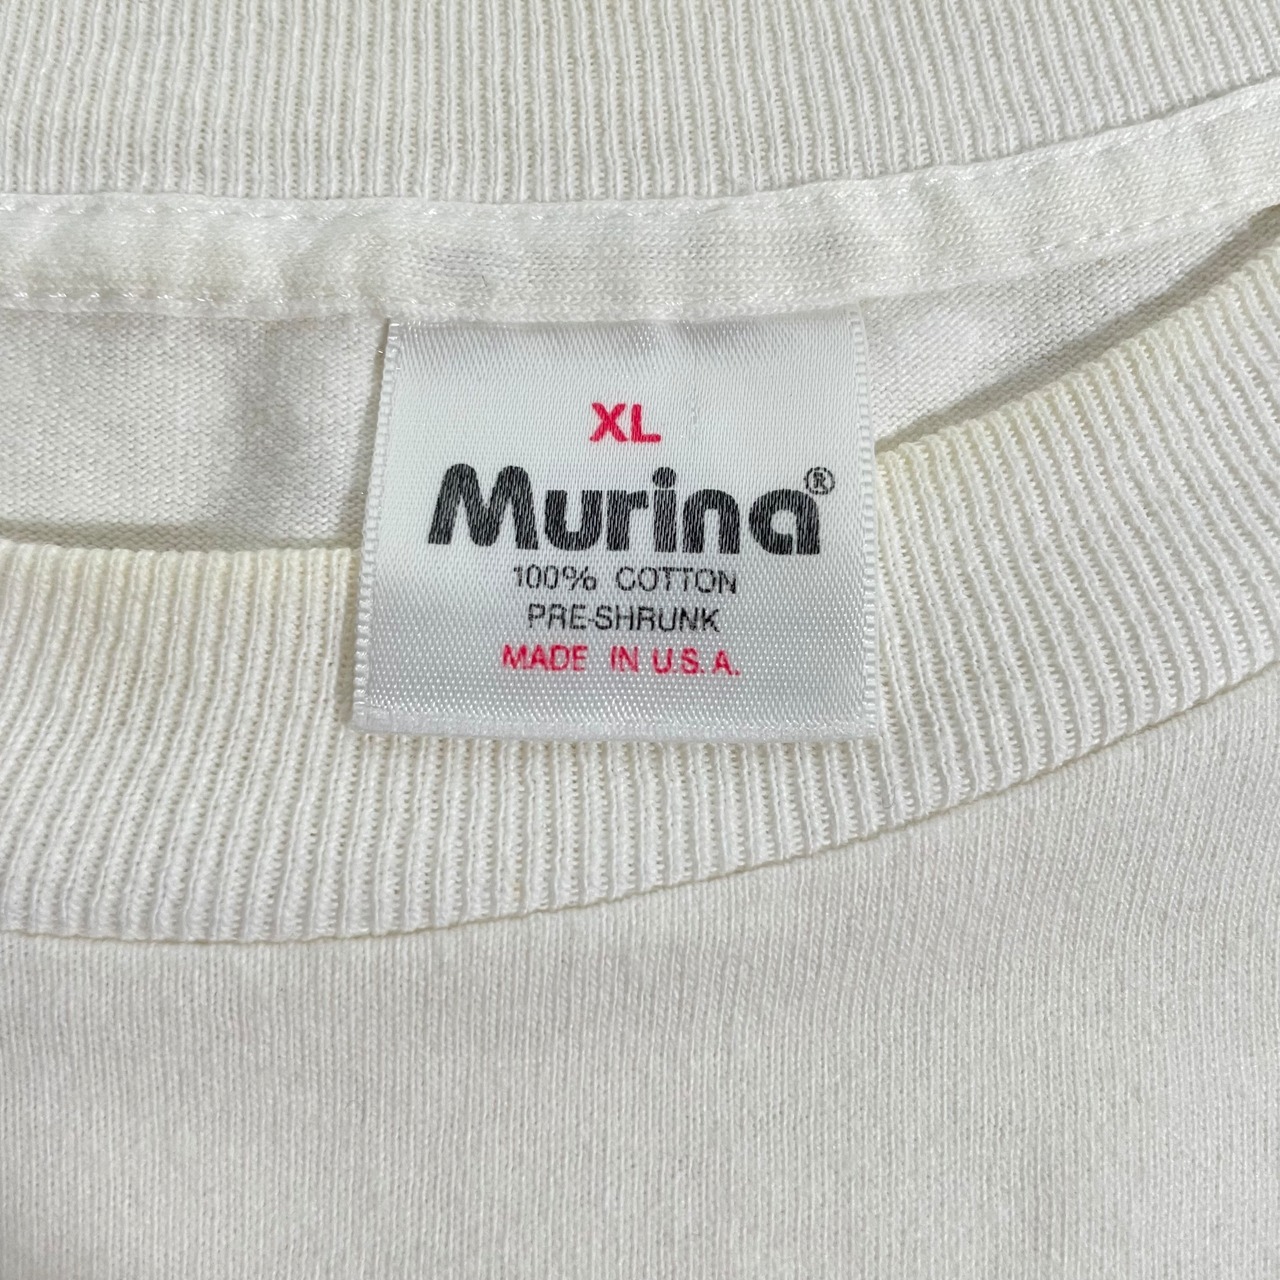 XL
Murina®
100% COTTON
PRE-SHRUNK
MADE IN U.S.A.